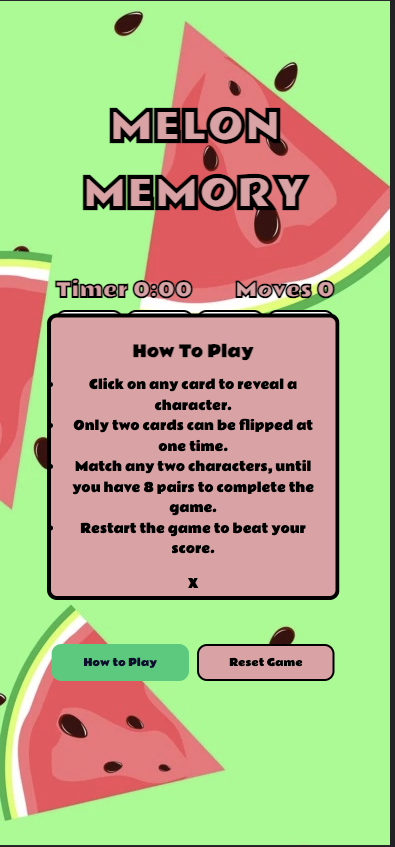 MELON
MEMORY
Timer 0:00 Moves 0
How To Play
Click on any card to reveal a
character.
Only two cards can be flipped at
one time.
Match any two characters, until
you have 8 pairs to complete the
game.
Restart the game to beat your
score.
X
How to Play Reset Game